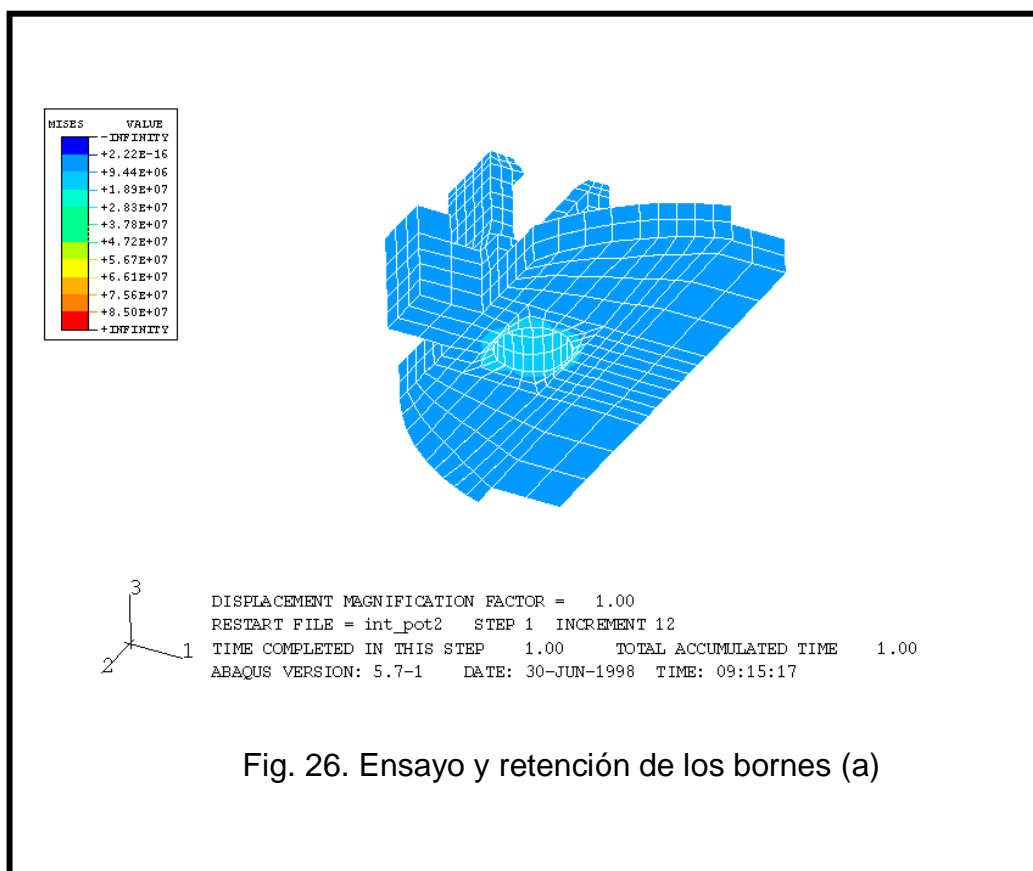 MISES VALUE
-INFINITY
+2.22E-16
+9.44E+06
+1.89E+07
+2.83E+07
+3.78E+07
+4.72E+07
+5.67E+07
+6.61E+07
+7.56E+07
+8.50E+07
+INFINITY
3
1
2
DISPLACEMENT MAGNIFICATION FACTOR = 1.00
RESTART FILE = int_pot2 STEP 1 INCREMENT 12
TIME COMPLETED IN THIS STEP 1.00 TOTAL ACCUMULATED TIME 1.00
ABAQUS VERSION: 5.7-1 DATE: 30-JUN-1998 TIME: 09:15:17
Fig. 26. Ensayo y retención de los bornes (a)